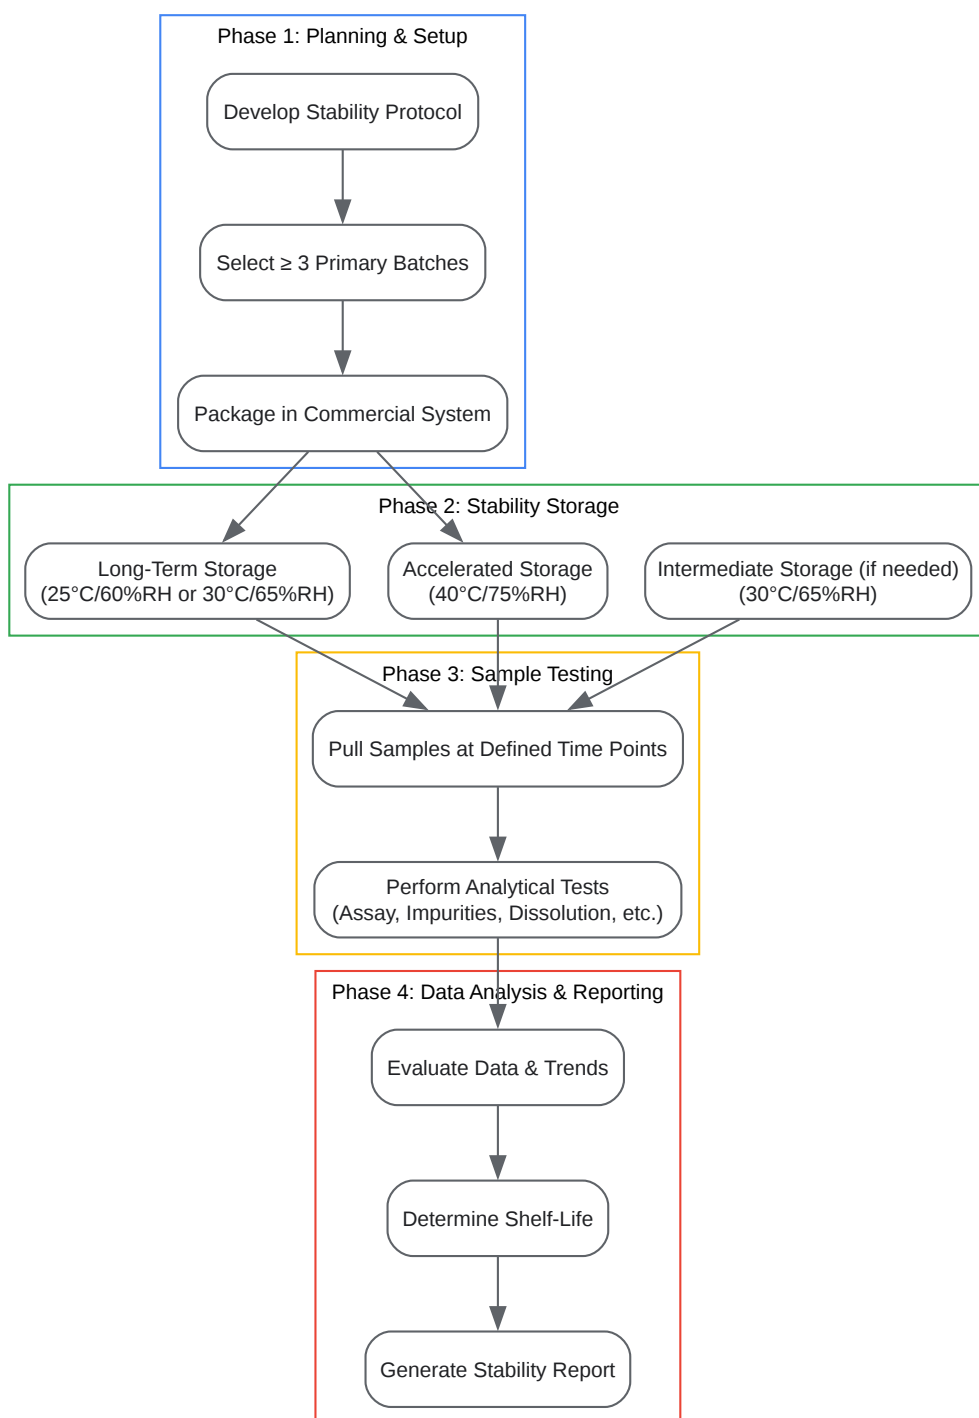 Phase 1: Planning & Setup
Develop Stability Protocol
Select ≥ 3 Primary Batches
Package in Commercial System
Phase 2: Stability Storage
Long-Term Storage
(25°C/60%RH or 30°C/65%RH)
Accelerated Storage
(40°C/75%RH)
Intermediate Storage (if needed)
(30°C/65%RH)
Phase 3: Sample Testing
Pull Samples at Defined Time Points
Perform Analytical Tests
(Assay, Impurities, Dissolution, etc.)
Phase 4: Data Analysis & Reporting
Evaluate Data & Trends
Determine Shelf-Life
Generate Stability Report